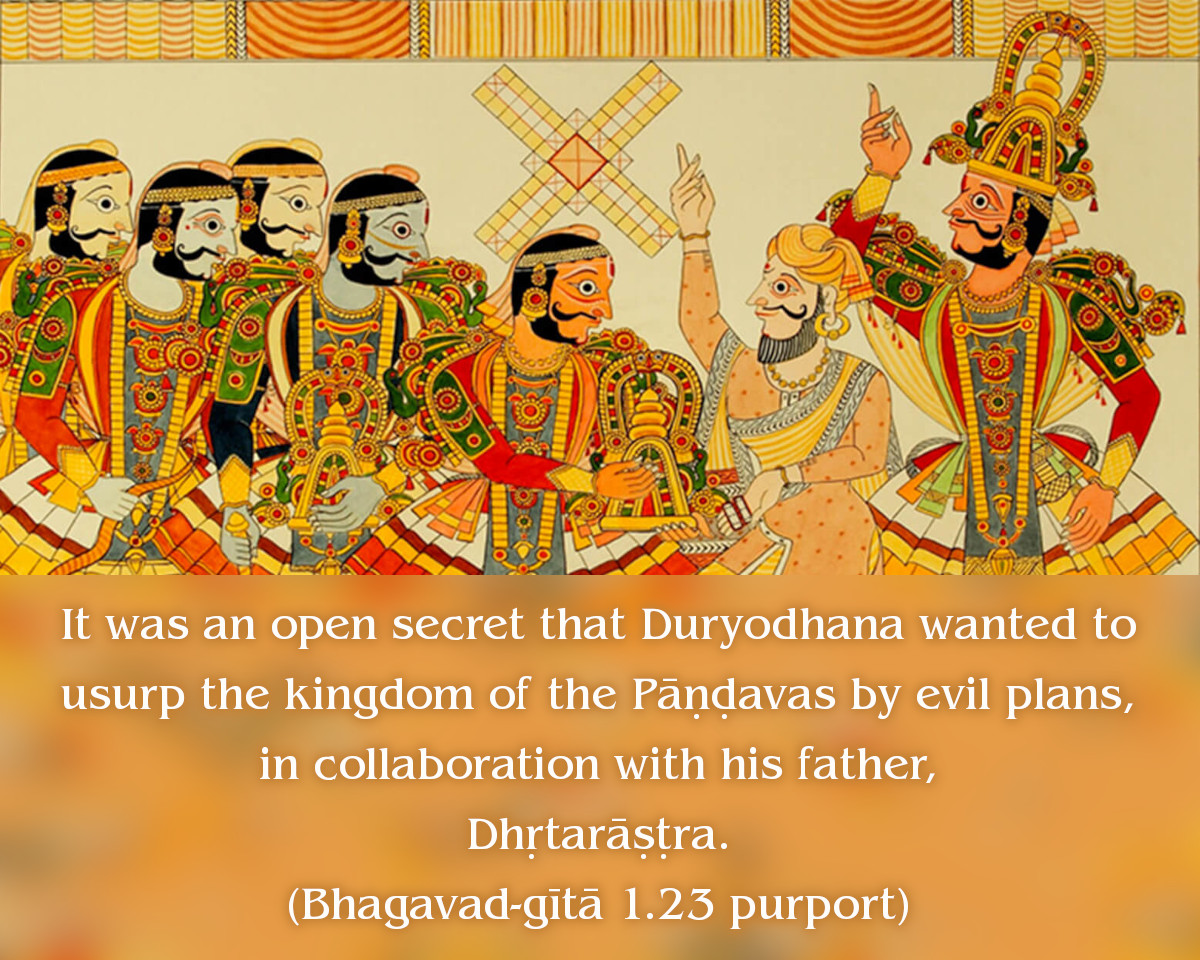 It was an open secret that Duryodhana wanted to
usurp the kingdom of the Pāṇḍavas by evil plans,
in collaboration with his father,
Dhṛtarāṣṭra.
(Bhagavad-gītā 1.23 purport)